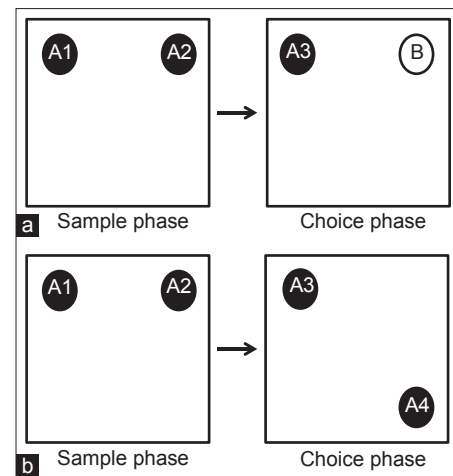 A1 A2 A3 B
a Sample phase Choice phase
A1 A2 A3
A4
b Sample phase Choice phase